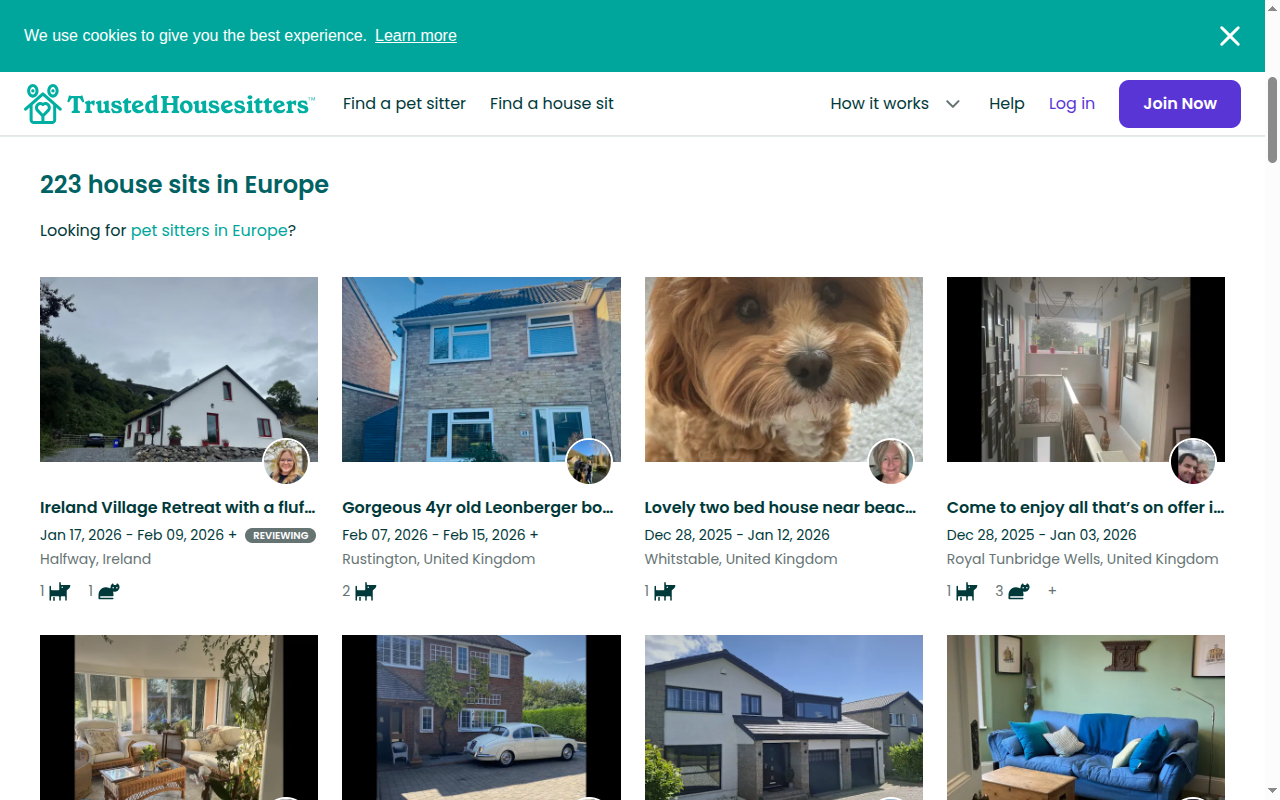 We use cookies to give you the best experience. Learn more
TrustedHousesitters™
Find a pet sitter
Find a house sit
How it works
Help
Log in
Join Now
223 house sits in Europe
Looking for pet sitters in Europe?
Ireland Village Retreat with a fluf...
Jan 17, 2026 - Feb 09, 2026 + REVIEWING
Halfway, Ireland
1 1
Gorgeous 4yr old Leonberger bo...
Feb 07, 2026 - Feb 15, 2026 +
Rustington, United Kingdom
2
Lovely two bed house near beac...
Dec 28, 2025 - Jan 12, 2026
Whitstable, United Kingdom
1
Come to enjoy all that’s on offer i...
Dec 28, 2025 - Jan 03, 2026
Royal Tunbridge Wells, United Kingdom
1 3 +